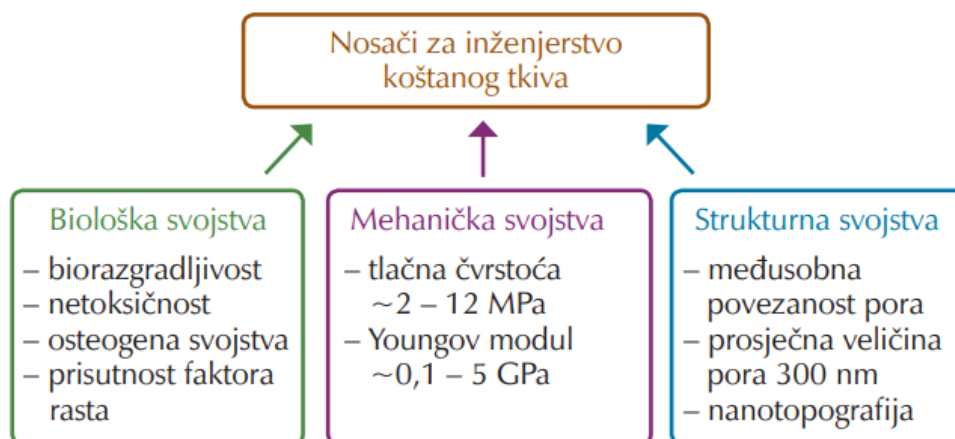 Nosači za inženjerstvo
koštanog tkiva
Biološka svojstva
– biorazgradljivost
– netoksičnost
– osteogena svojstva
– prisutnost faktora
rasta
Mehanička svojstva
– tlačna čvrstoća
~2 – 12 MPa
– Youngov modul
~0,1 – 5 GPa
Strukturna svojstva
– međusobna
povezanost pora
– prosječna veličina
pora 300 nm
– nanotopografija